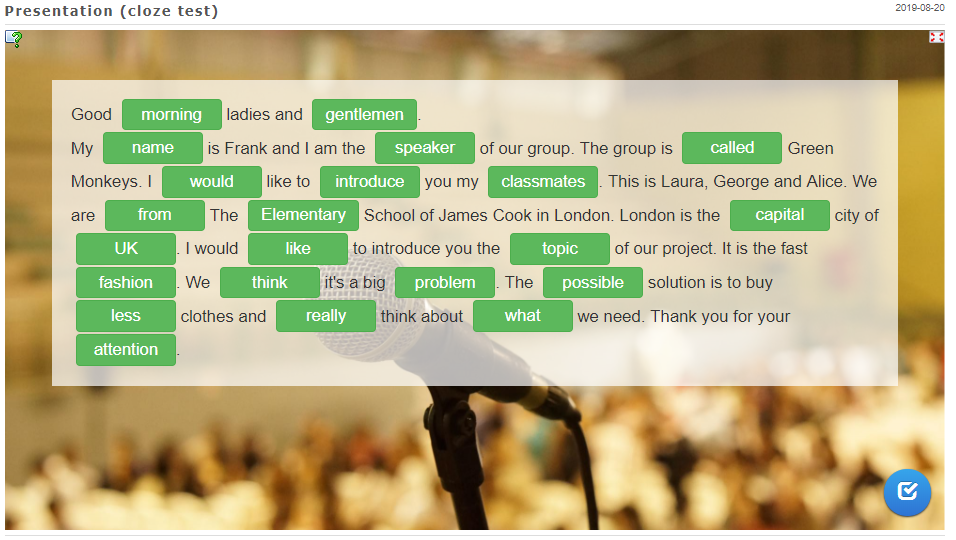 Presentation (cloze test)
2019-08-20
Good morning ladies and gentlemen.
My name is Frank and I am the speaker of our group. The group is called Green
Monkeys. I would like to introduce you my classmates. This is Laura, George and Alice. We
are from The Elementary School of James Cook in London. London is the capital city of
UK. I would like to introduce you the topic of our project. It is the fast
fashion. We think it's a big problem. The possible solution is to buy
less clothes and really think about what we need. Thank you for your
attention.